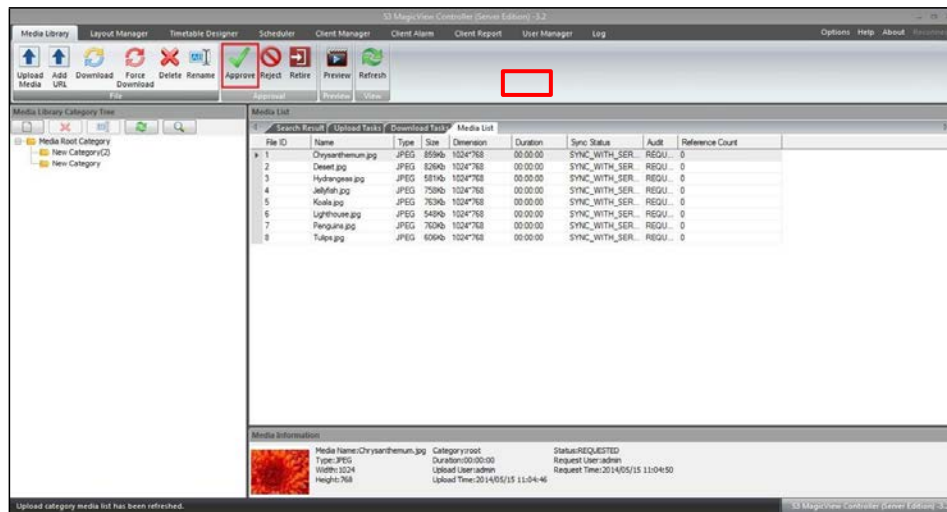 S3 MagicView Controller (Server Edition) -3.2
Media Library Layout Manager Timetable Designer Scheduler Client Manager Client Alarm Client Report User Manager Log Options Help About Reconnect
Upload Media Add URL Download Force Download Delete Rename Approve Reject Retire Preview Refresh
File Approval Preview View
Media Library Category Tree
Media Root Category
New Category(2)
New Category
Media List
Search Result Upload Tasks Download Tasks Media List
File ID Name Type Size Dimension Duration Sync Status Audit Reference Count
1 Chrysanthemum.jpg JPEG 859Kb 1024*768 00:00:00 SYNC_WITH_SER... REQU... 0
2 Desert.jpg JPEG 826Kb 1024*768 00:00:00 SYNC_WITH_SER... REQU... 0
3 Hydrangeas.jpg JPEG 581Kb 1024*768 00:00:00 SYNC_WITH_SER... REQU... 0
4 Jellyfish.jpg JPEG 758Kb 1024*768 00:00:00 SYNC_WITH_SER... REQU... 0
5 Koala.jpg JPEG 763Kb 1024*768 00:00:00 SYNC_WITH_SER... REQU... 0
6 Lighthouse.jpg JPEG 548Kb 1024*768 00:00:00 SYNC_WITH_SER... REQU... 0
7 Penguins.jpg JPEG 760Kb 1024*768 00:00:00 SYNC_WITH_SER... REQU... 0
8 Tulips.jpg JPEG 606Kb 1024*768 00:00:00 SYNC_WITH_SER... REQU... 0
Media Information
Media Name:Chrysanthemum.jpg Category:root Status:REQUESTED
Type:JPEG Duration:00:00:00 Request User:admin
Width:1024 Upload User:admin Request Time:2014/05/15 11:04:50
Height:768 Upload Time:2014/05/15 11:04:46
Upload category media list has been refreshed. S3 MagicView Controller (Server Edition) -3.